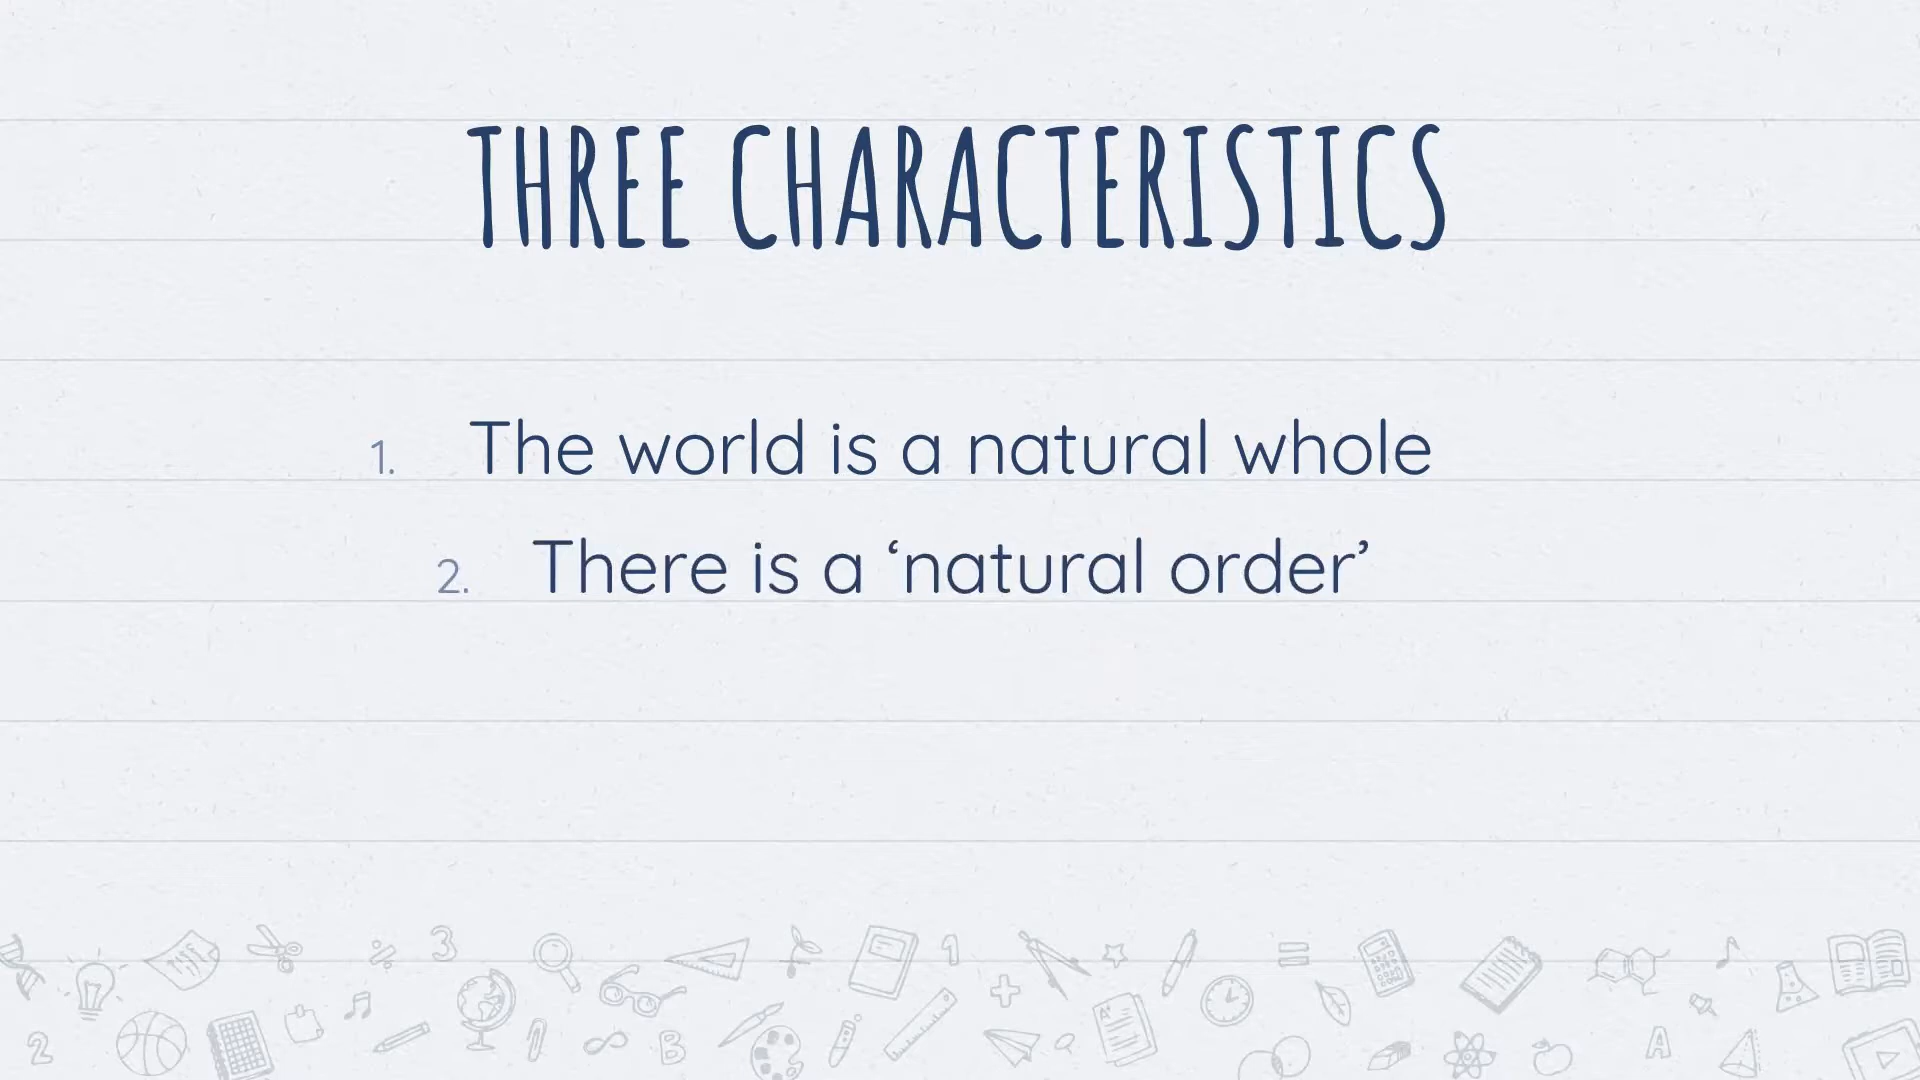 THREE CHARACTERISTICS
1. The world is a natural whole
2. There is a ‘natural order’